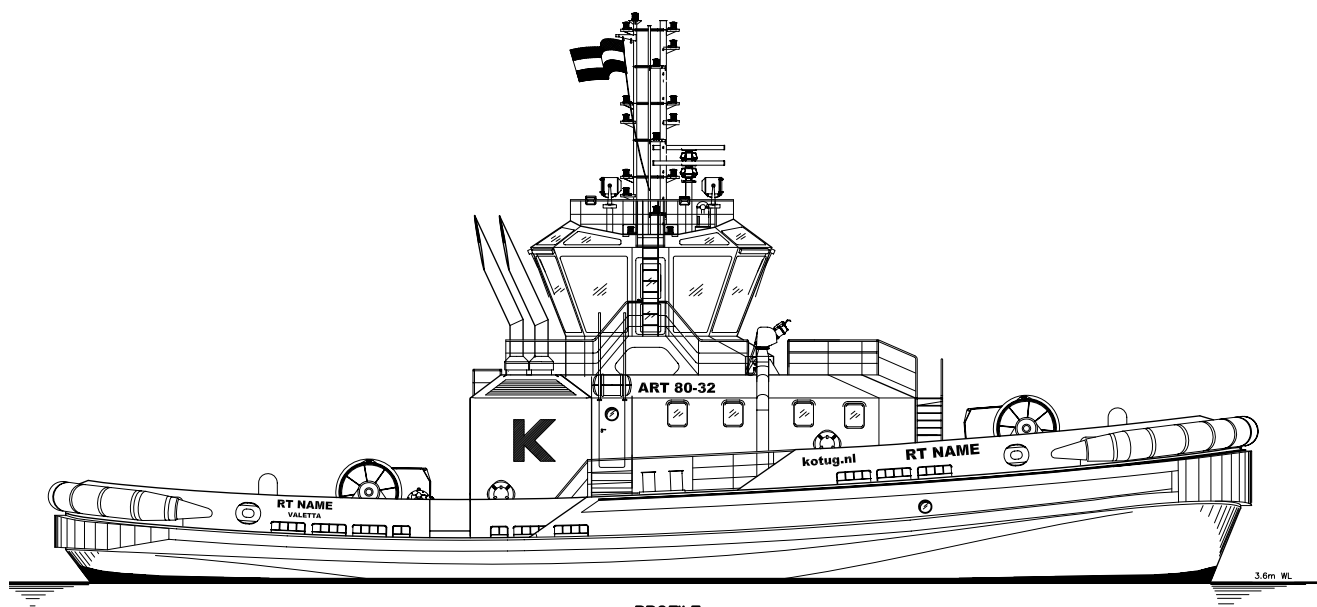 ART 80-32
K
kotug.nl
RT NAME
RT NAME
VALETTA
3.6m WL